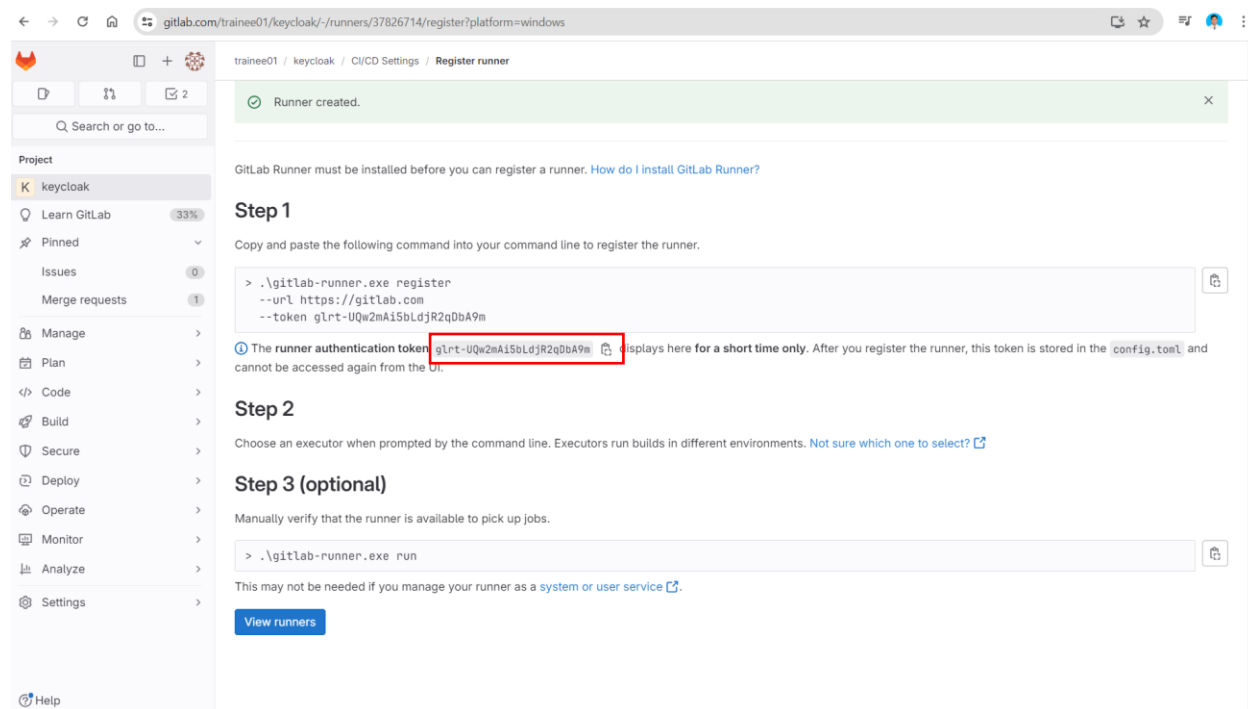 gitlab.com/trainee01/keycloak/-/runners/37826714/register?platform=windows
2
Search or go to...
Project
K keycloak
Learn GitLab 33%
Pinned
Issues 0
Merge requests 1
Manage
Plan
Code
Build
Secure
Deploy
Operate
Monitor
Analyze
Settings
Help
trainee01 / keycloak / CI/CD Settings / Register runner
Runner created.
GitLab Runner must be installed before you can register a runner. How do I install GitLab Runner?
Step 1
Copy and paste the following command into your command line to register the runner.
> .\gitlab-runner.exe register
--url https://gitlab.com
--token glrt-UQw2mAi5bLdjR2qDbA9m
The runner authentication token glrt-UQw2mAi5bLdjR2qDbA9m displays here for a short time only. After you register the runner, this token is stored in the config.toml and
cannot be accessed again from the UI.
Step 2
Choose an executor when prompted by the command line. Executors run builds in different environments. Not sure which one to select?
Step 3 (optional)
Manually verify that the runner is available to pick up jobs.
> .\gitlab-runner.exe run
This may not be needed if you manage your runner as a system or user service.
View runners